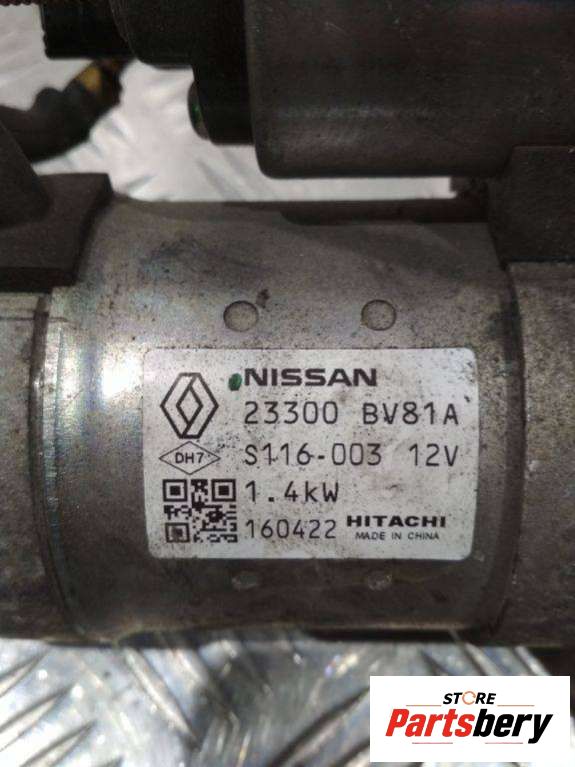 NISSAN
23300 BV81A
DH7
S116-003 12V
1.4kW
160422 HITACHI
MADE IN CHINA
STORE
Partsbery